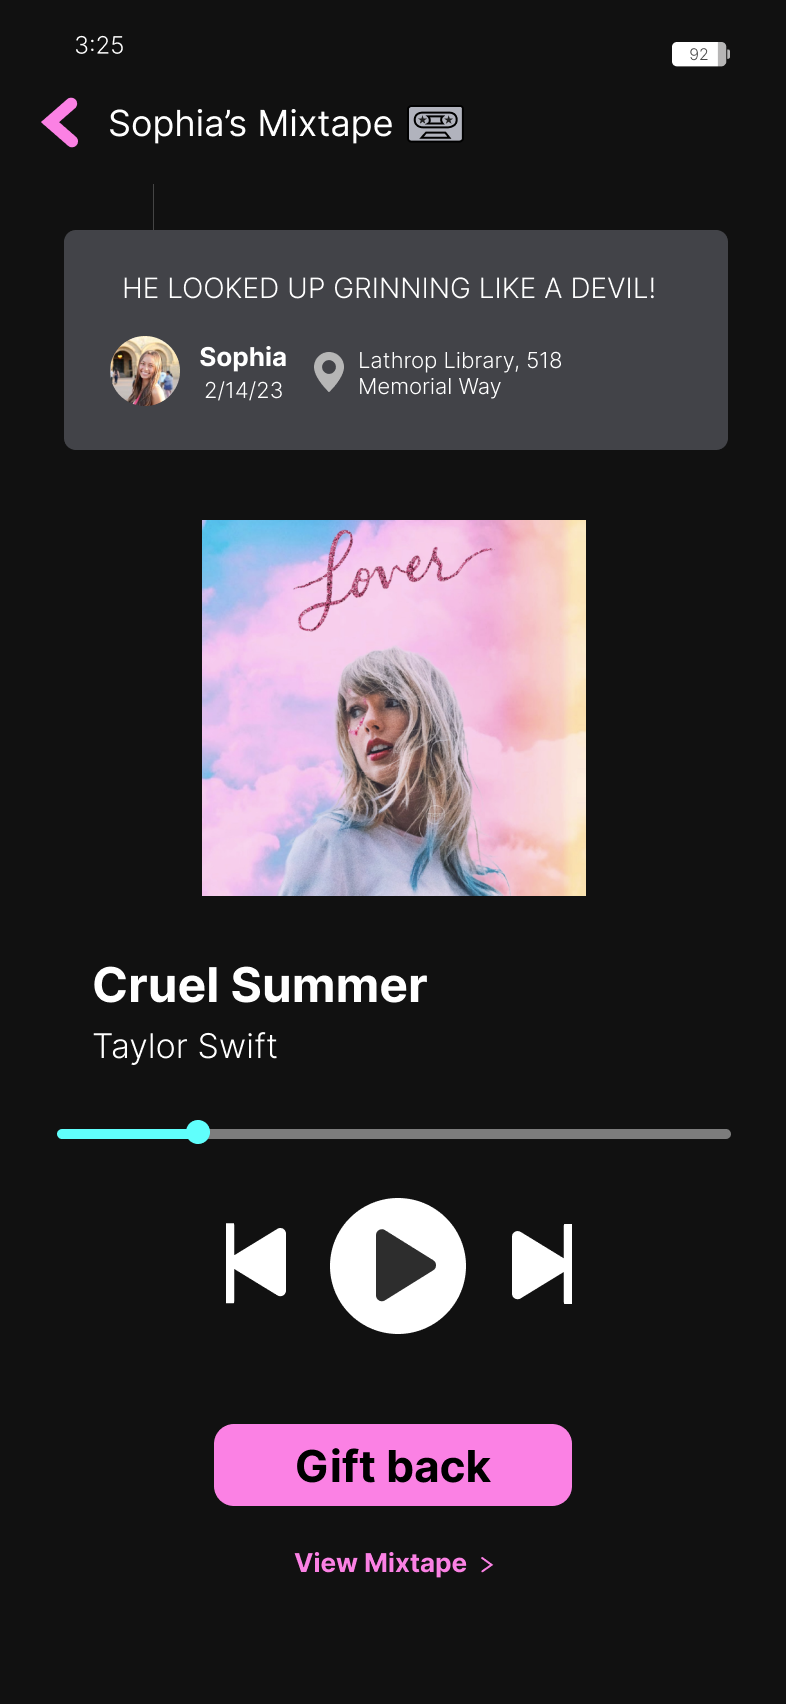 3:25
92
Sophia’s Mixtape
HE LOOKED UP GRINNING LIKE A DEVIL!
Sophia
2/14/23
Lathrop Library, 518
Memorial Way
Lover
Cruel Summer
Taylor Swift
Gift back
View Mixtape >